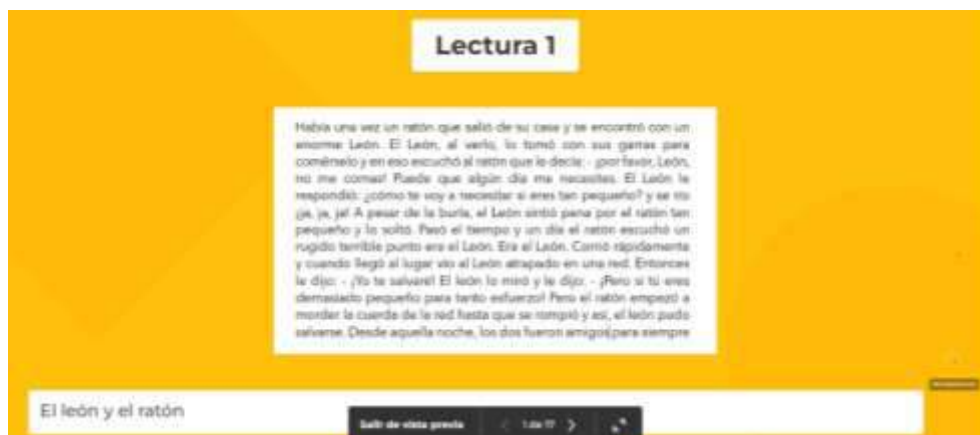 Lectura 1
Había una vez un ratón que salió de su casa y se encontró con un
enorme León. El León, al verlo, lo tomó con sus garras para
comérselo y en eso escuchó al ratón que le decía: - ¡por favor, León,
no me comas! Puede que algún día me necesites. El León le
respondió: ¿cómo te voy a necesitar si eres tan pequeño? y se rio
¡ja, ja, ja! A pesar de la burla, el León sintió pena por el ratón tan
pequeño y lo soltó. Pasó el tiempo y un día el ratón escuchó un
rugido terrible punto era el León. Era el León. Corrió rápidamente
y cuando llegó al lugar vio al León atrapado en una red. Entonces
le dijo: - ¡Yo te salvaré! El león lo miró y le dijo: - ¡Pero si tú eres
demasiado pequeño para tanto esfuerzo! Pero el ratón empezó a
morder la cuerda de la red hasta que se rompió y así, el león pudo
salvarse. Desde aquella noche, los dos fueron amigos para siempre
El león y el ratón
Salir de vista previa 1 de 17